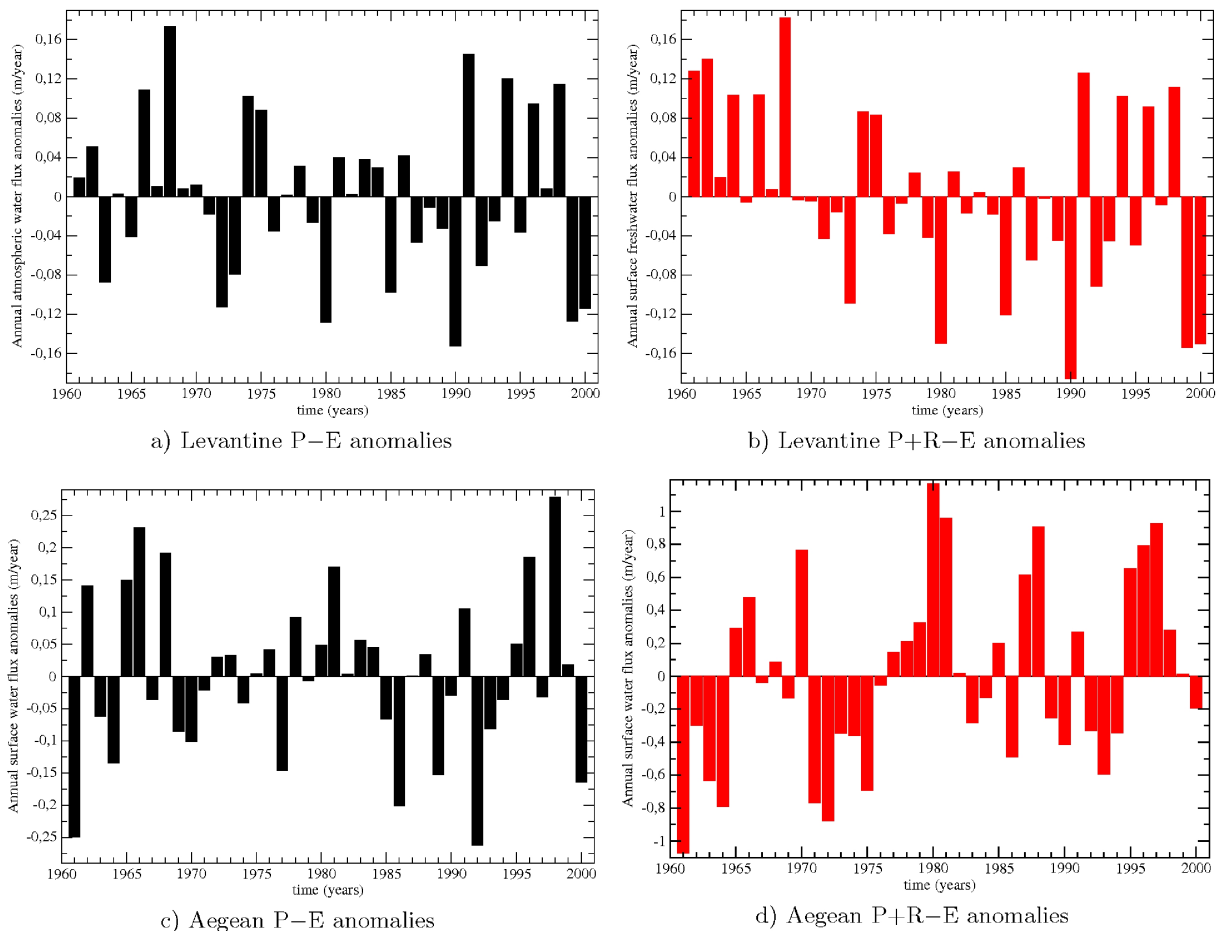 Annual atmospheric water flux anomalies (m/year)
0,16
0,12
0,08
0,04
0
-0,04
-0,08
-0,12
-0,16
1960 1965 1970 1975 1980 1985 1990 1995 2000
time (years)
a) Levantine P−E anomalies
Annual surface freshwater flux anomalies (m/year)
0,16
0,12
0,08
0,04
0
-0,04
-0,08
-0,12
-0,16
1960 1965 1970 1975 1980 1985 1990 1995 2000
time (years)
b) Levantine P+R−E anomalies
Annual surface water flux anomalies (m/year)
0,25
0,2
0,15
0,1
0,05
0
-0,05
-0,1
-0,15
-0,2
-0,25
1960 1965 1970 1975 1980 1985 1990 1995 2000
time (years)
c) Aegean P−E anomalies
Annual surface water flux anomalies (m/year)
1
0,8
0,6
0,4
0,2
0
-0,2
-0,4
-0,6
-0,8
-1
1960 1965 1970 1975 1980 1985 1990 1995 2000
time (years)
d) Aegean P+R−E anomalies